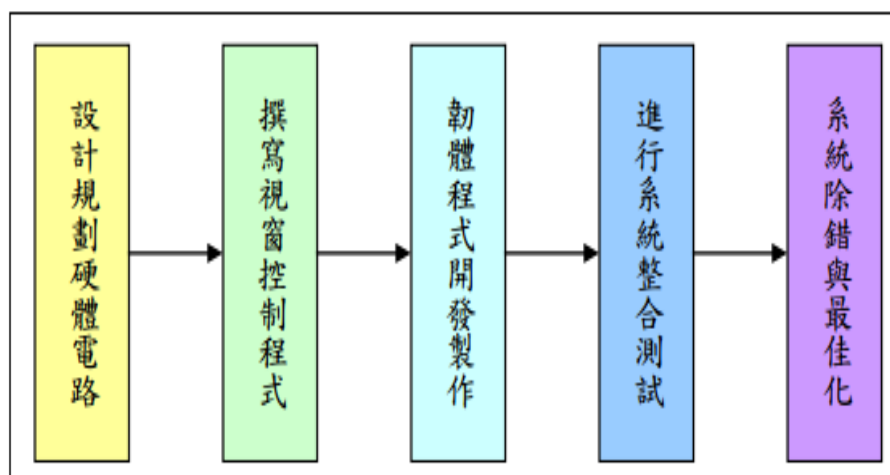 設計規劃硬體電路
撰寫視窗控制程式
韌體程式開發製作
進行系統整合測試
系統除錯與最佳化